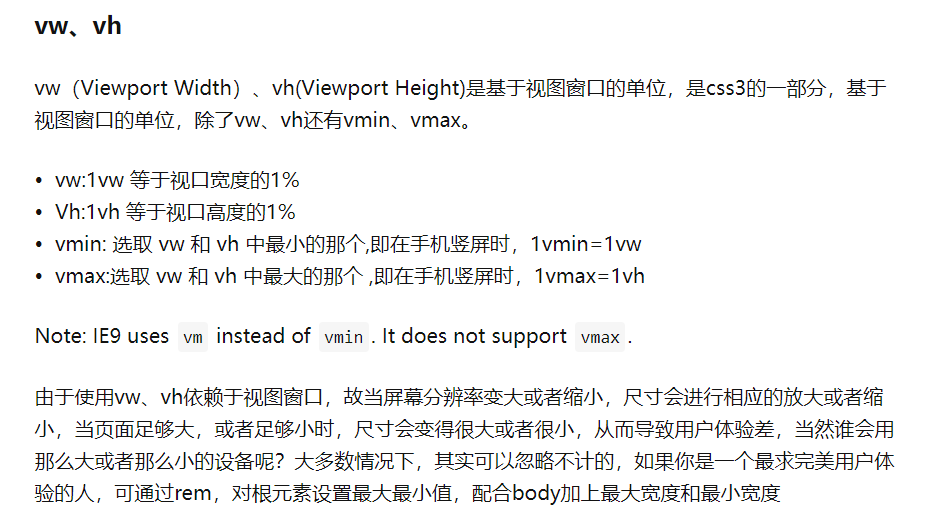 vw、vh
vw（Viewport Width）、vh(Viewport Height)是基于视图窗口的单位，是css3的一部分，基于
视图窗口的单位，除了vw、vh还有vmin、vmax。
• vw:1vw 等于视口宽度的1%
• Vh:1vh 等于视口高度的1%
• vmin: 选取 vw 和 vh 中最小的那个,即在手机竖屏时，1vmin=1vw
• vmax:选取 vw 和 vh 中最大的那个 ,即在手机竖屏时，1vmax=1vh
Note: IE9 uses vm instead of vmin. It does not support vmax.
由于使用vw、vh依赖于视图窗口，故当屏幕分辨率变大或者缩小，尺寸会进行相应的放大或者缩
小，当页面足够大，或者足够小时，尺寸会变得很大或者很小，从而导致用户体验差，当然谁会用
那么大或者那么小的设备呢？大多数情况下，其实可以忽略不计的，如果你是一个最求完美用户体
验的人，可通过rem，对根元素设置最大最小值，配合body加上最大宽度和最小宽度